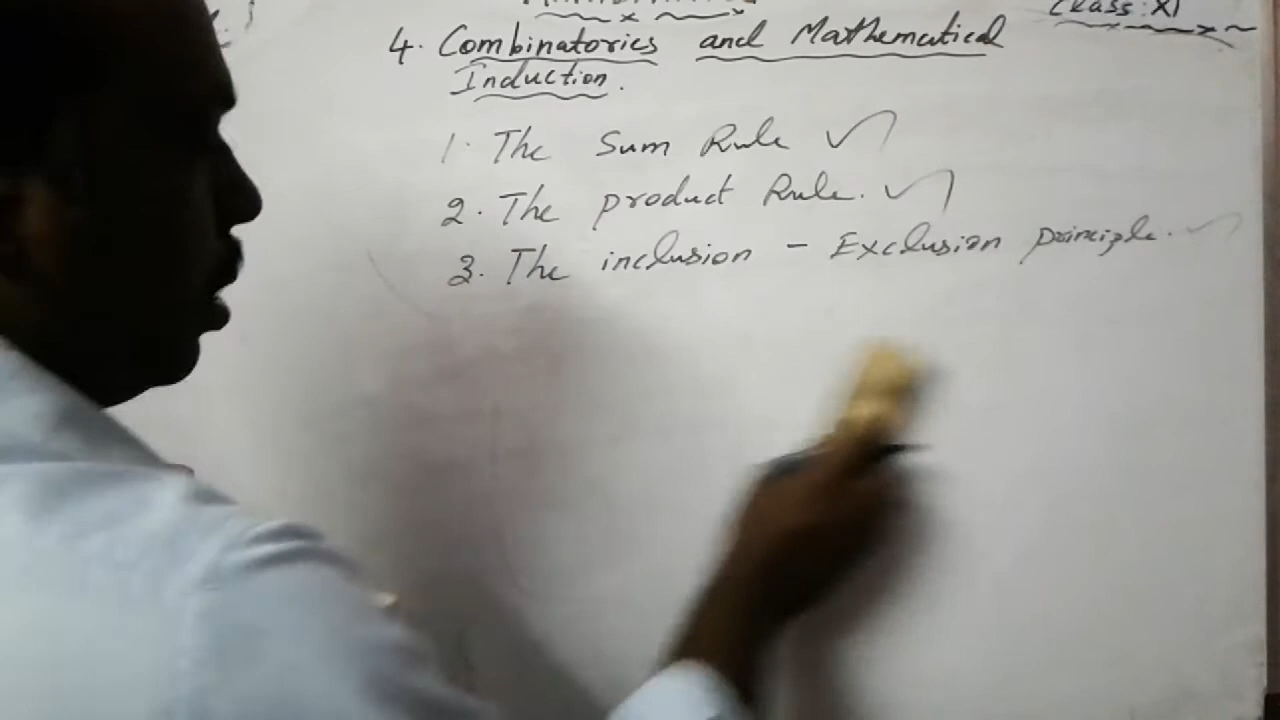 Class: XI
4. Combinatorics and Mathematical
Induction.
1. The Sum Rule
2. The product Rule.
3. The inclusion - Exclusion principle.